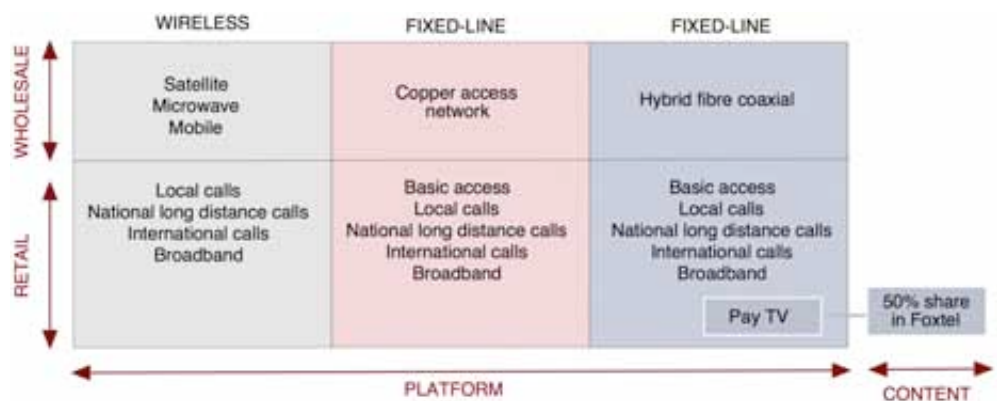 WIRELESS
FIXED-LINE
FIXED-LINE
WHOLESALE
Satellite
Microwave
Mobile
Copper access
network
Hybrid fibre coaxial
RETAIL
Local calls
National long distance calls
International calls
Broadband
Basic access
Local calls
National long distance calls
International calls
Broadband
Basic access
Local calls
National long distance calls
International calls
Broadband
Pay TV
50% share
in Foxtel
PLATFORM
CONTENT